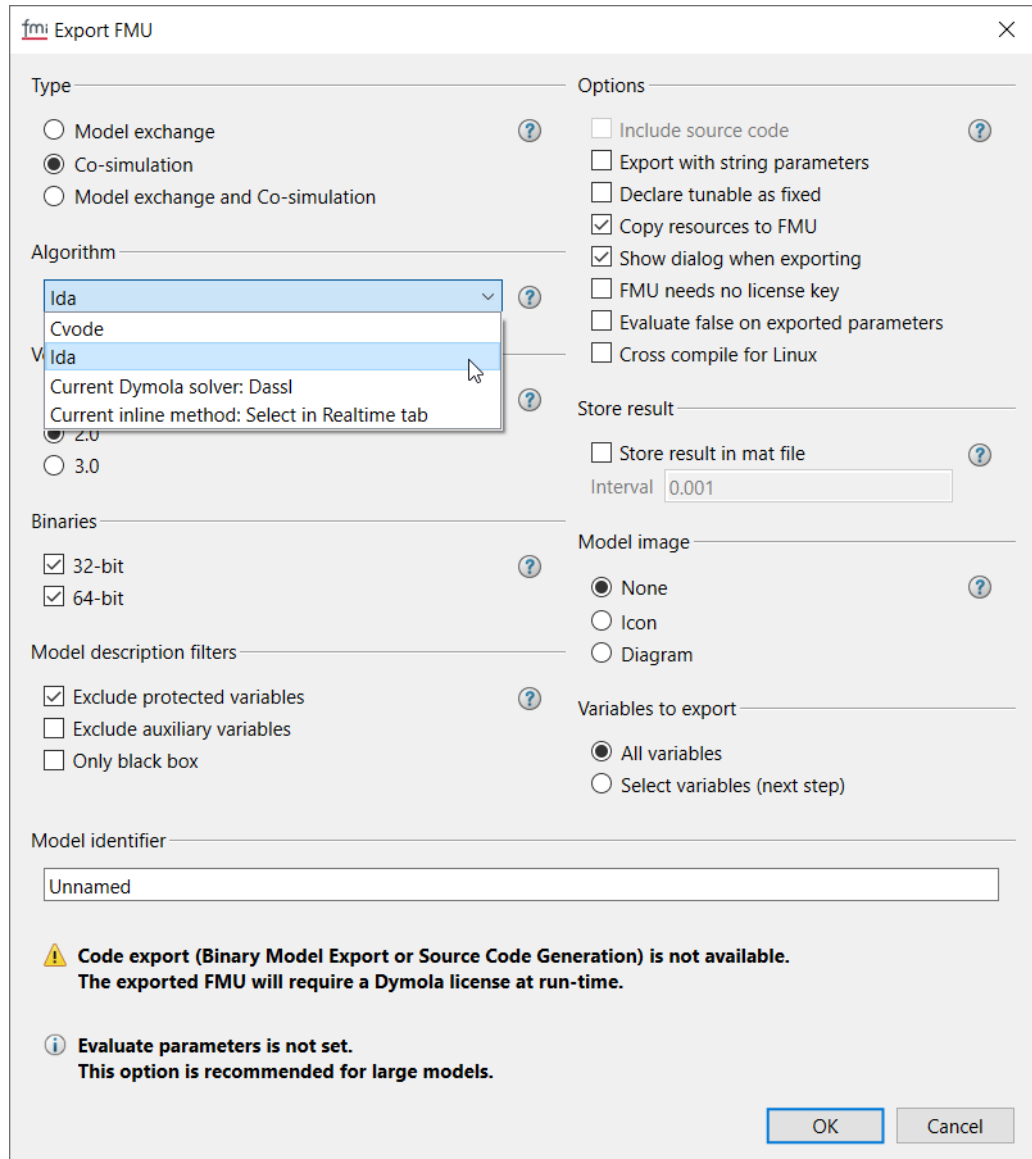 fmi Export FMU
Type
Model exchange
Co-simulation
Model exchange and Co-simulation
Algorithm
Ida
Cvode
Ida
Current Dymola solver: Dassl
Current inline method: Select in Realtime tab
2.0
3.0
Binaries
32-bit
64-bit
Model description filters
Exclude protected variables
Exclude auxiliary variables
Only black box
Options
Include source code
Export with string parameters
Declare tunable as fixed
Copy resources to FMU
Show dialog when exporting
FMU needs no license key
Evaluate false on exported parameters
Cross compile for Linux
Store result
Store result in mat file
Interval 0.001
Model image
None
Icon
Diagram
Variables to export
All variables
Select variables (next step)
Model identifier
Unnamed
Code export (Binary Model Export or Source Code Generation) is not available.
The exported FMU will require a Dymola license at run-time.
Evaluate parameters is not set.
This option is recommended for large models.
OK
Cancel